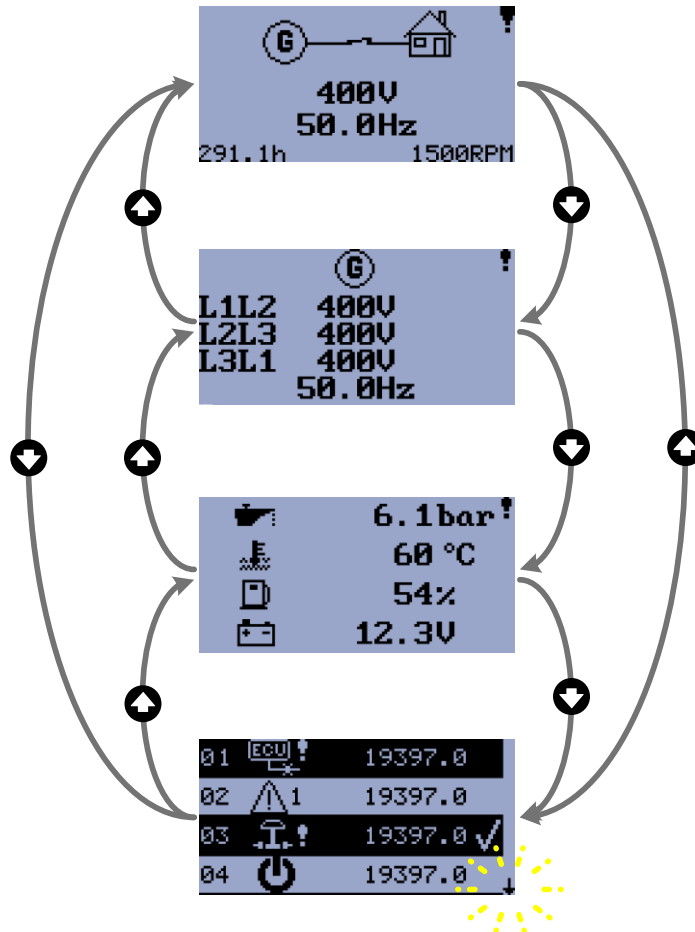 G
400V
50.0Hz
291.1h 1500RPM
G
L1L2 400V
L2L3 400V
L3L1 400V
50.0Hz
6.1bar
60 °C
54%
12.3V
01 ECU ! 19397.0
02 1 19397.0
03 ! 19397.0
04 19397.0